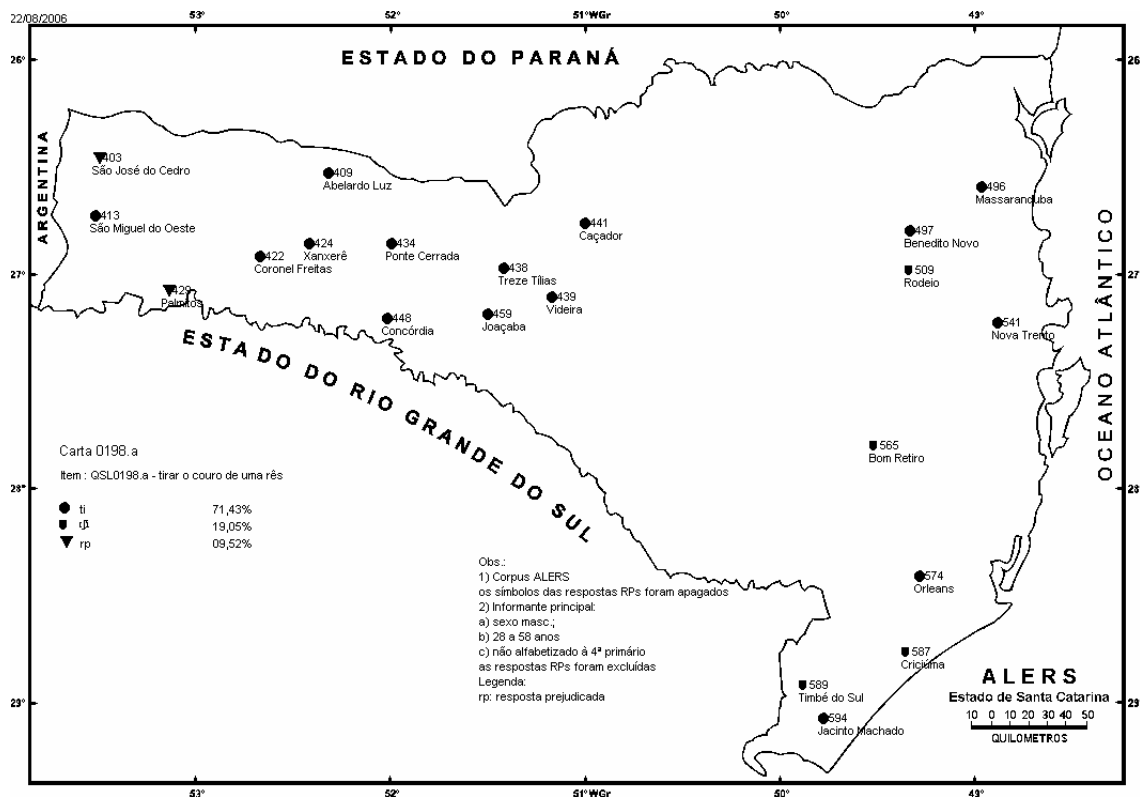 22/08/2006
53° 52° 51°WGr 50° 49°
26° 26
ESTADO DO PARANÁ
ARGENTINA
403
São José do Cedro
409
Abelardo Luz
496
Massaranduba
413
São Miguel do Oeste
441
Caçador
497
Benedito Novo
422
Coronel Freitas
424
Xanxerê
434
Ponte Cerrada
438
Treze Tílias
509
Rodeio
27° 27
429
Palmitos
439
Videira
448
Concórdia
459
Joaçaba
541
Nova Trento
OCEANO ATLÂNTICO
ESTADO DO RIO GRANDE DO SUL
565
Bom Retiro
Carta 0198.a
Item : QSL0198.a - tirar o couro de uma rês
28° 28
ti 71,43%
tʃi 19,05%
rp 09,52%
574
Orleans
Obs.:
1) Corpus ALERS
os símbolos das respostas RPs foram apagados
2) Informante principal:
a) sexo masc.;
b) 28 a 58 anos
c) não alfabetizado à 4ª primário
as respostas RPs foram excluídas
Legenda:
rp: resposta prejudicada
587
Criciúma
589
Timbé do Sul
594
Jacinto Machado
29° 29
ALERS
Estado de Santa Catarina
10 0 10 20 30 40 50
QUILOMETROS
53° 52° 51°WGr 50° 49°